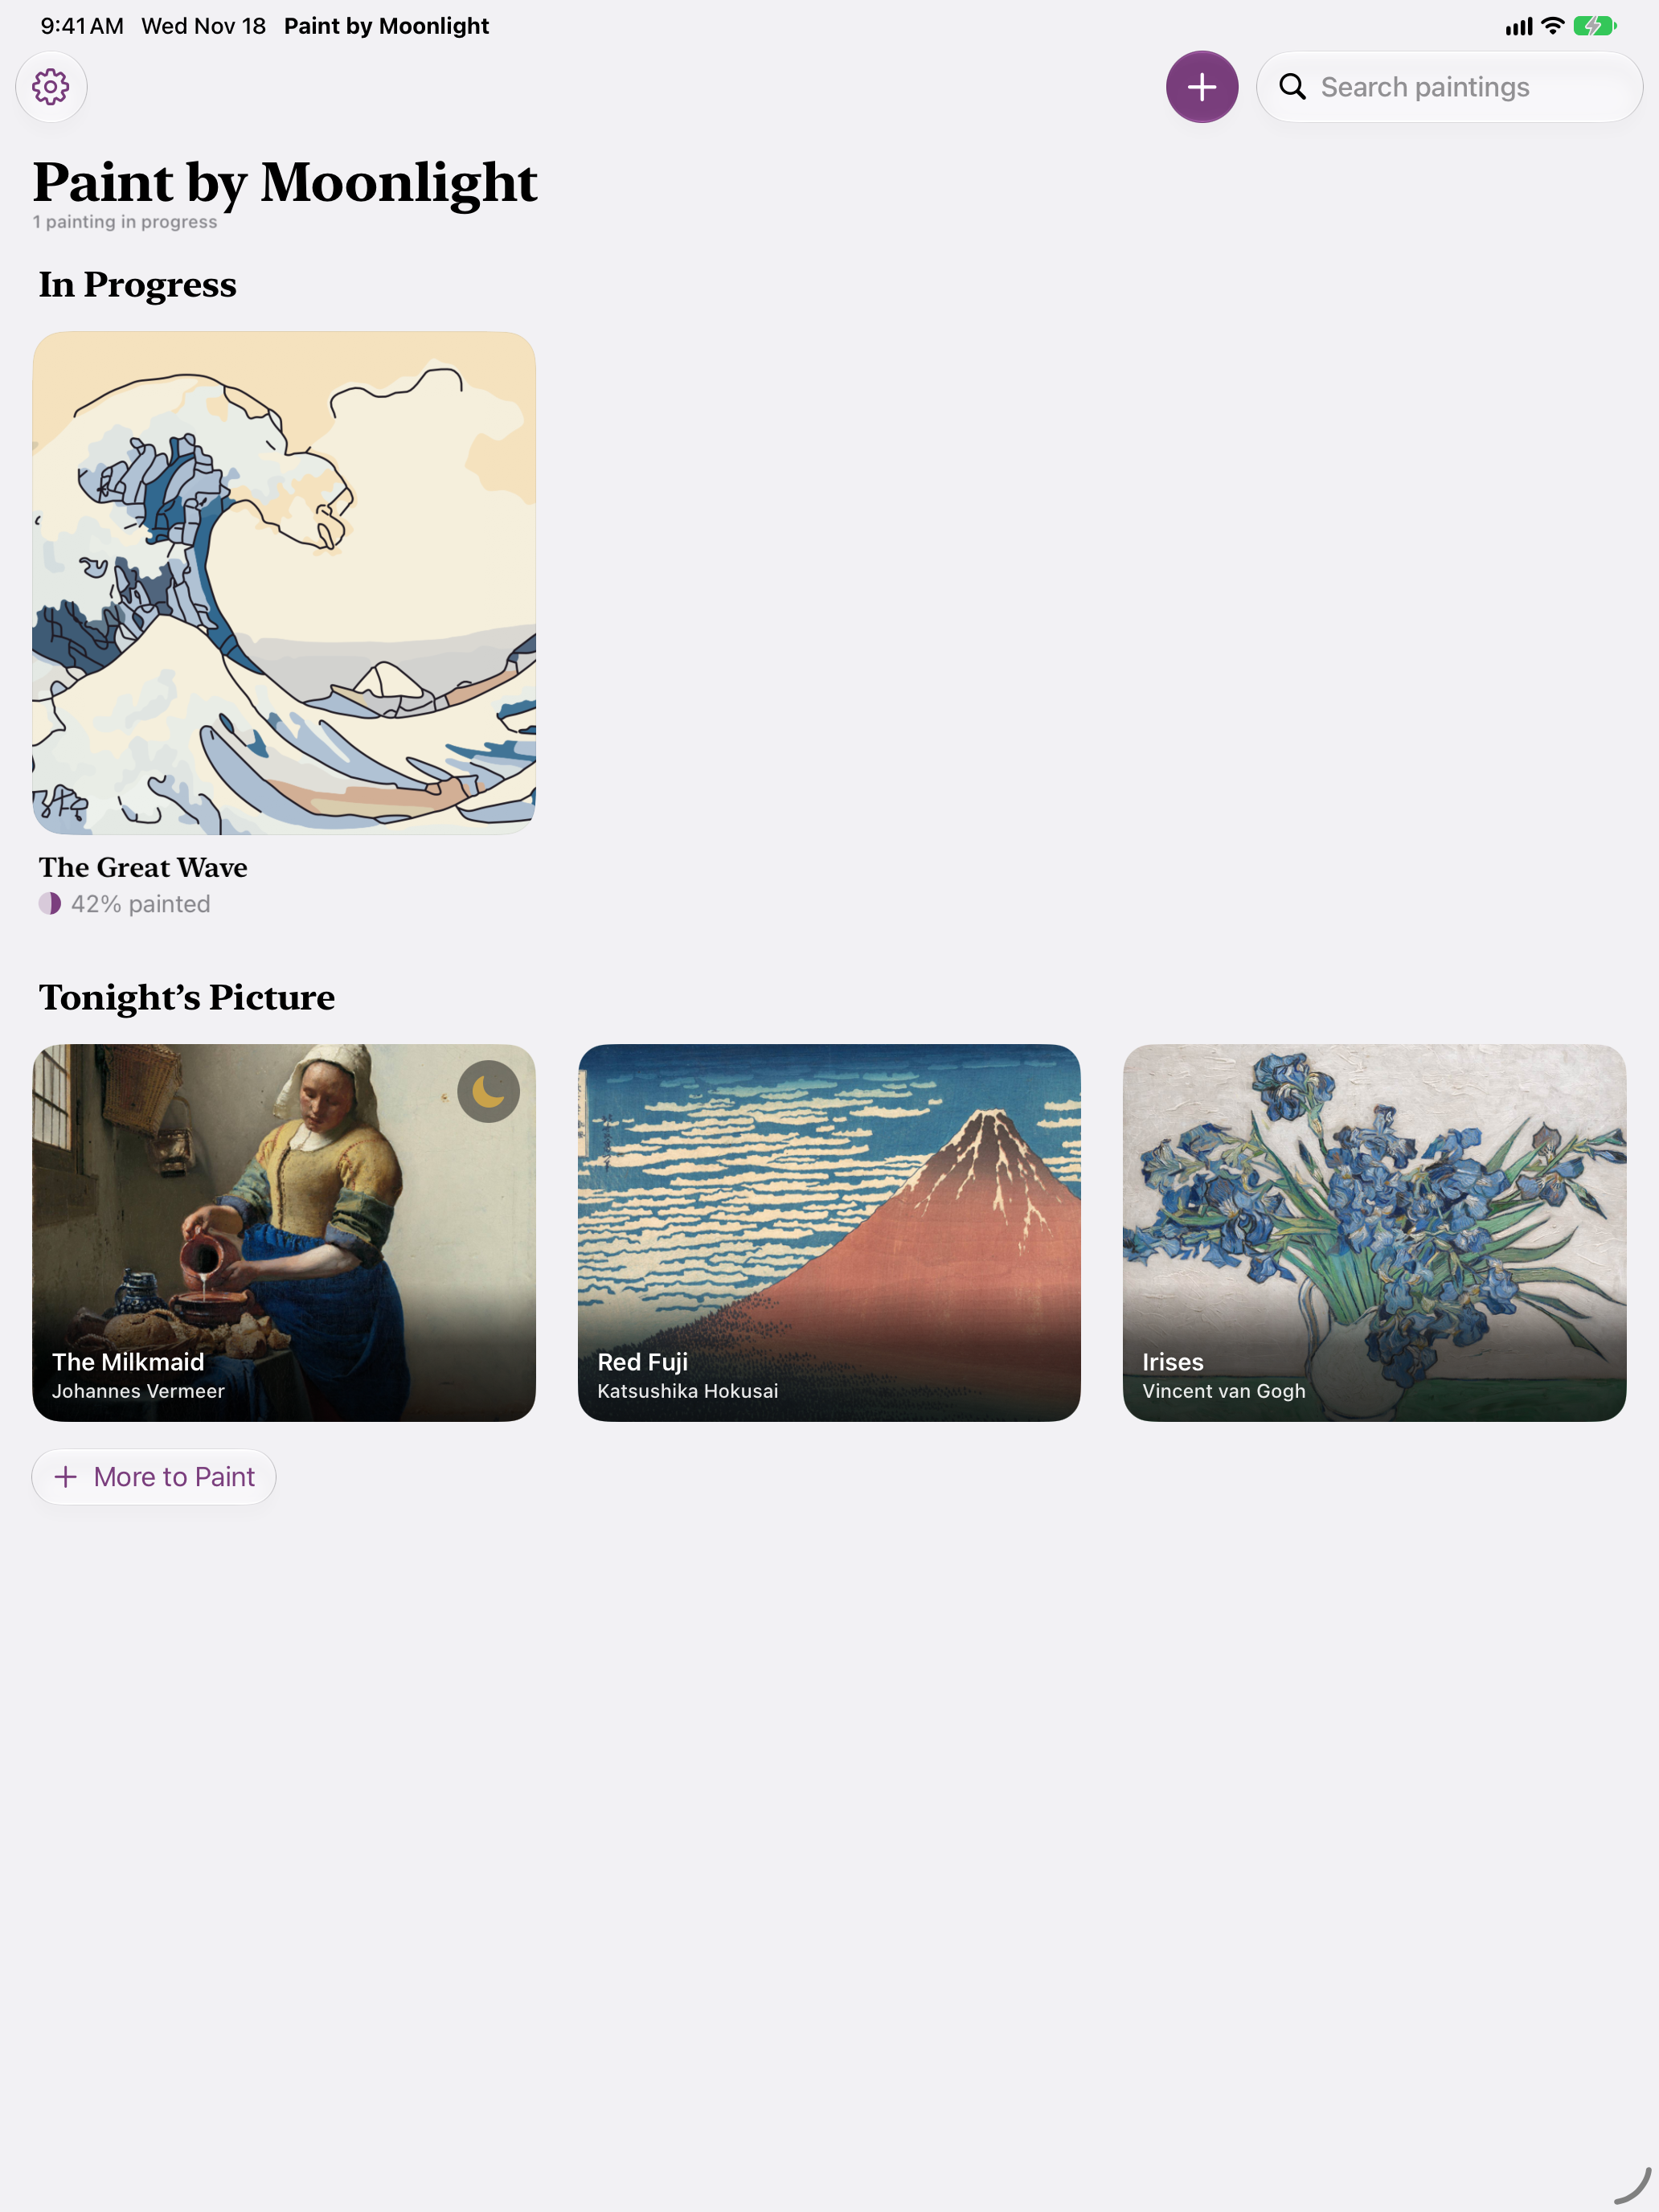 9:41 AM Wed Nov 18 Paint by Moonlight
Search paintings
Paint by Moonlight
1 painting in progress
In Progress
The Great Wave
42% painted
Tonight’s Picture
The Milkmaid
Johannes Vermeer
Red Fuji
Katsushika Hokusai
Irises
Vincent van Gogh
More to Paint